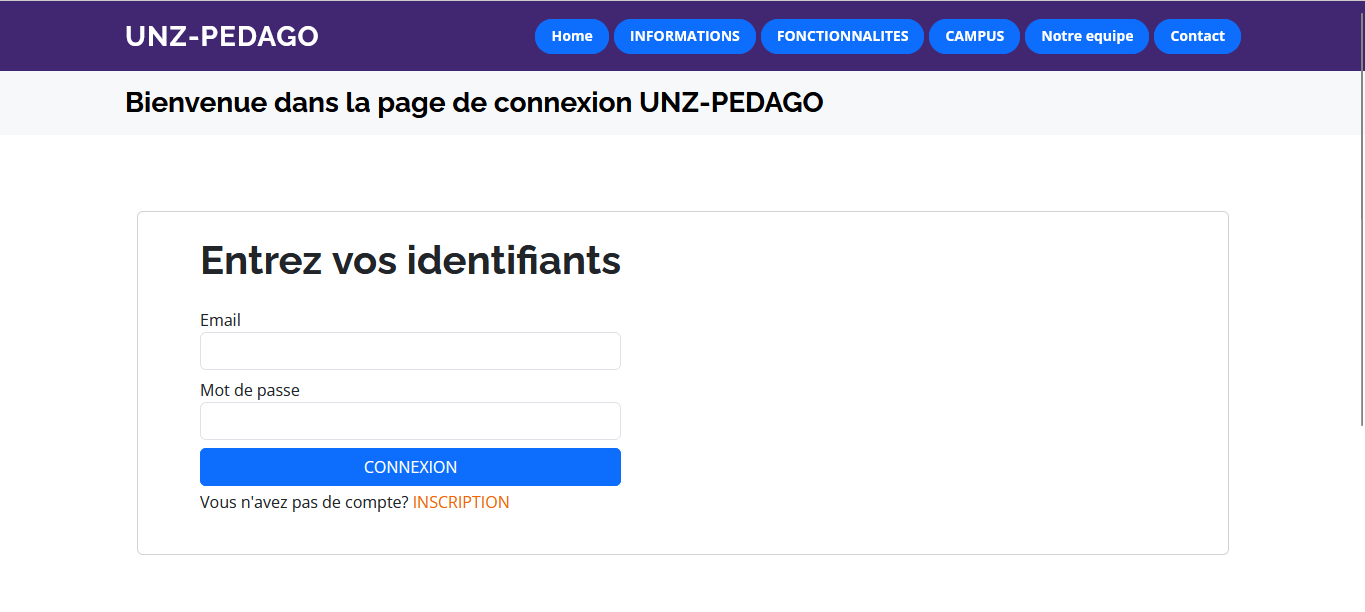 UNZ-PEDAGO Home INFORMATIONS FONCTIONNALITES CAMPUS Notre equipe Contact
Bienvenue dans la page de connexion UNZ-PEDAGO
Entrez vos identifiants
Email
Mot de passe
CONNEXION
Vous n'avez pas de compte? INSCRIPTION